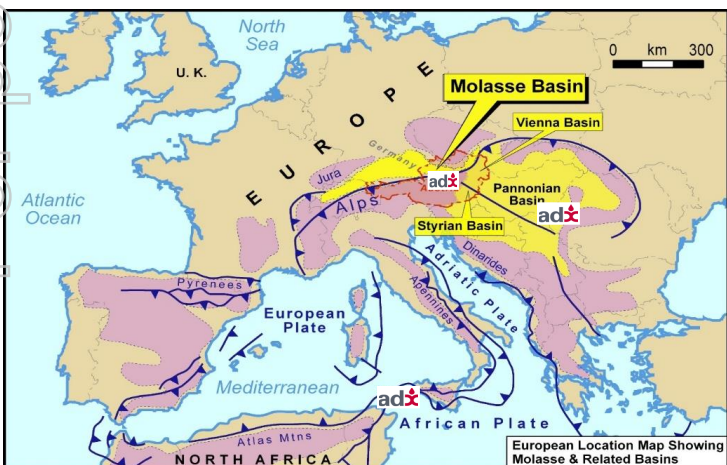 North
Sea
0 km 300
U. K.
EUROPE
Molasse Basin
Vienna Basin
Germany
Jura
adx
Pannonian
Basin
adx
Alps
Styrian Basin
Atlantic
Ocean
Dinarides
Adriatic Plate
Pyrenees
Apennines
European
Plate
Mediterranean
adx
African Plate
Atlas Mtns
NORTH AFRICA
European Location Map Showing
Molasse & Related Basins